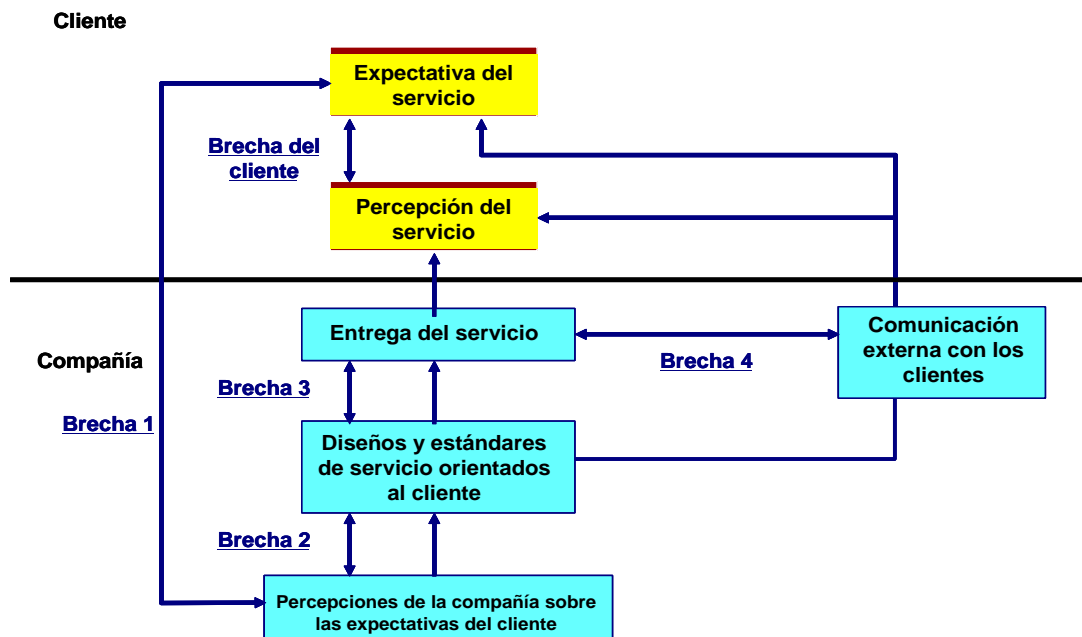 Cliente
Expectativa del
servicio
Brecha del
cliente
Percepción del
servicio
Entrega del servicio
Comunicación
externa con los
clientes
Compañía
Brecha 4
Brecha 3
Brecha 1
Diseños y estándares
de servicio orientados
al cliente
Brecha 2
Percepciones de la compañía sobre
las expectativas del cliente